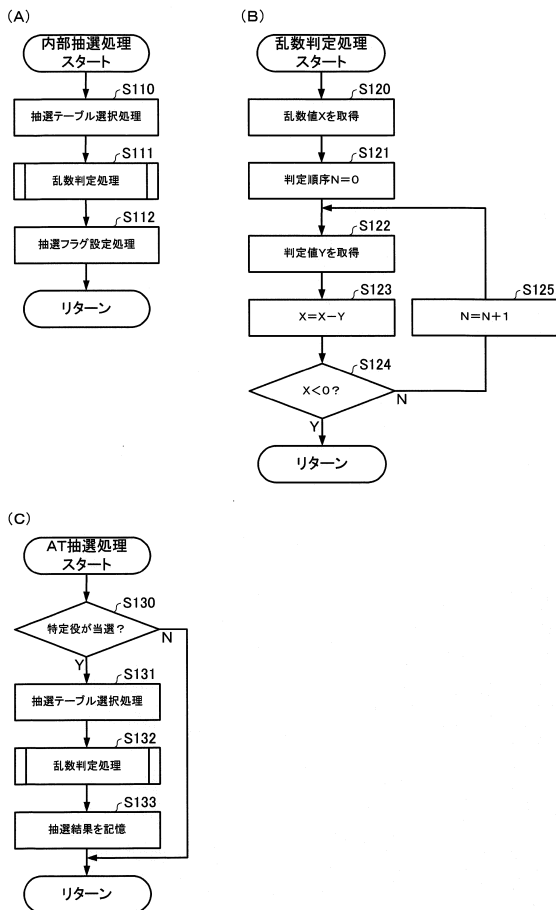 (A)
内部抽選処理
スタート
S110
抽選テーブル選択処理
S111
乱数判定処理
S112
抽選フラグ設定処理
リターン
(B)
乱数判定処理
スタート
S120
乱数値Xを取得
S121
判定順序N=0
S122
判定値Yを取得
S123
X=X-Y
S125
N=N+1
S124
X<0?
N
Y
リターン
(C)
AT抽選処理
スタート
S130
特定役が当選?
N
Y
S131
抽選テーブル選択処理
S132
乱数判定処理
S133
抽選結果を記憶
リターン